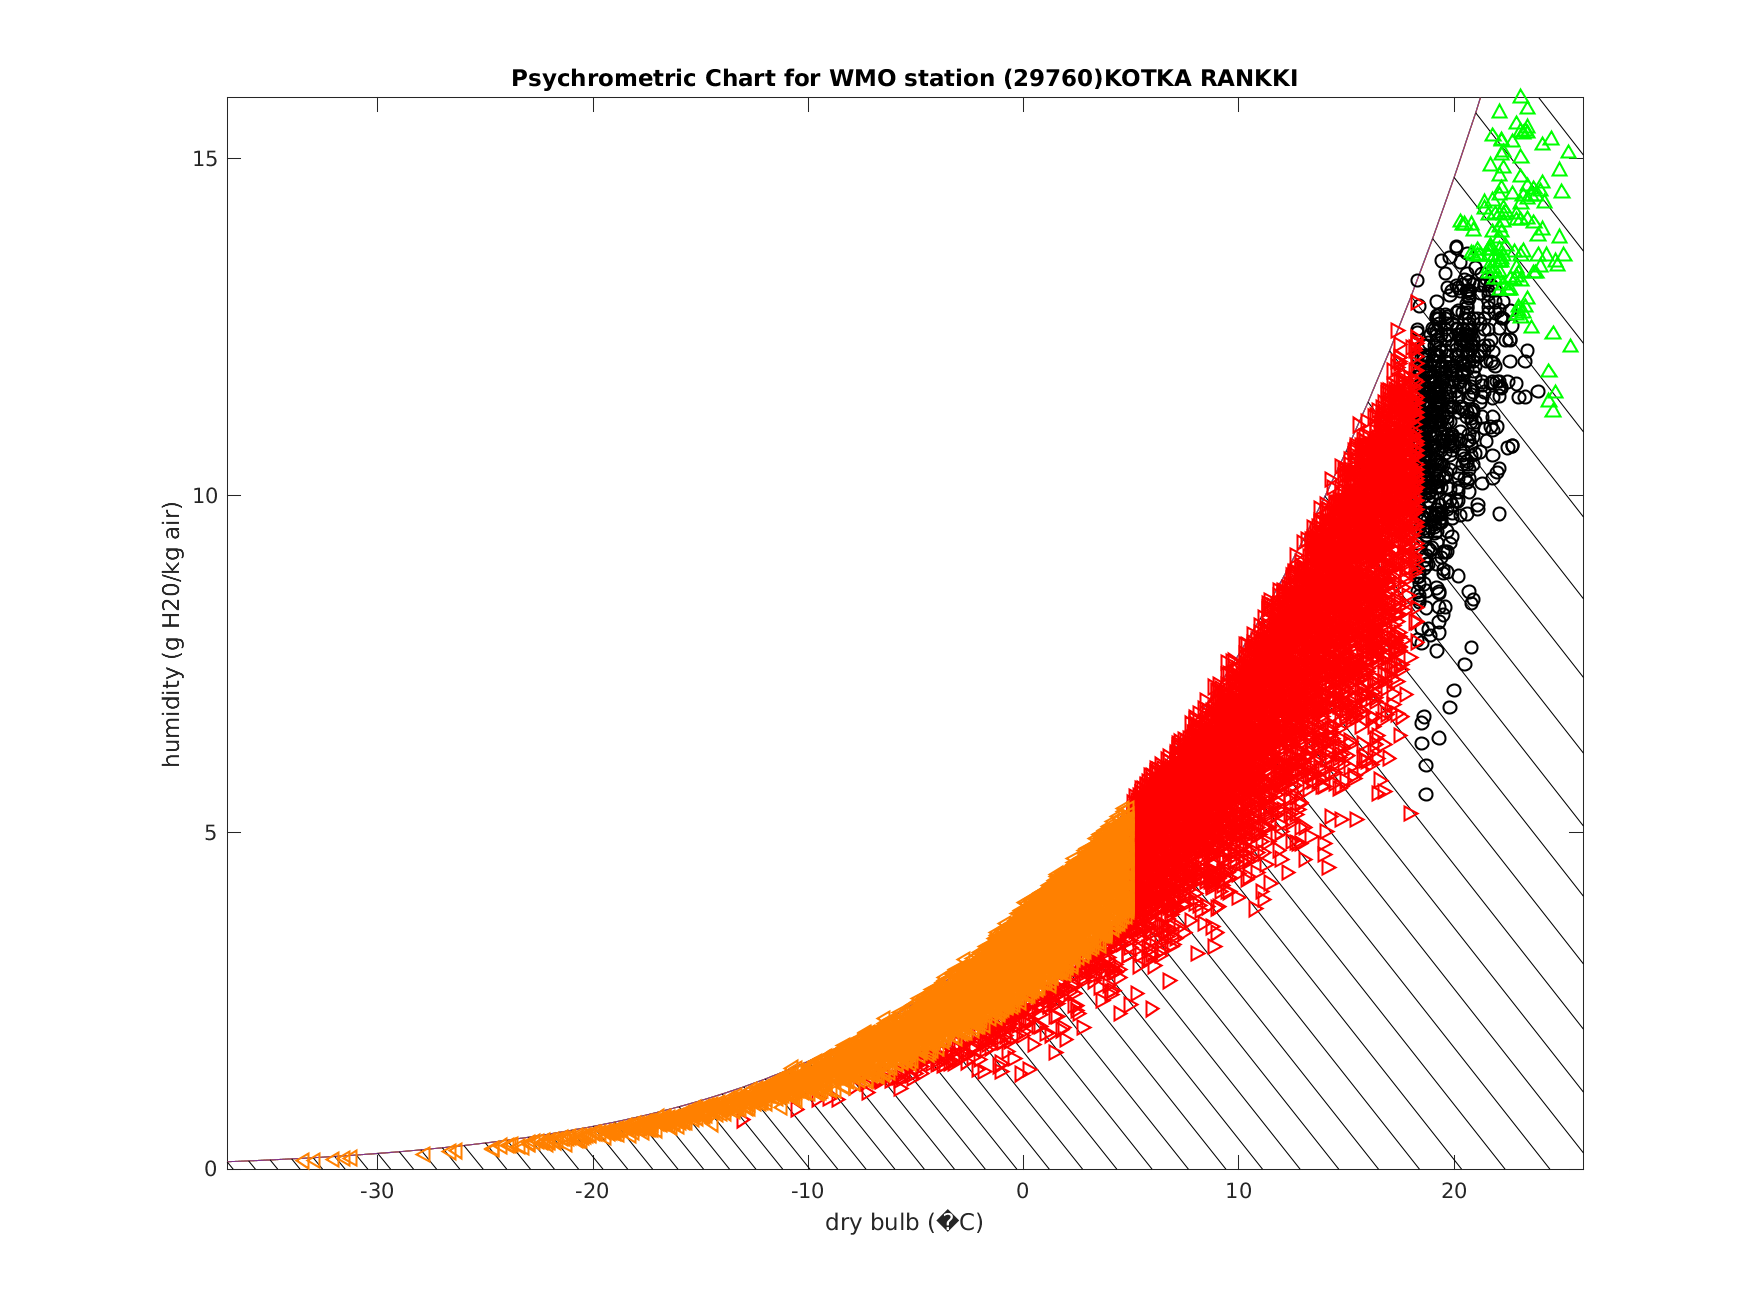 Psychrometric Chart for WMO station (29760)KOTKA RANKKI
15
10
5
0
humidity (g H20/kg air)
-30 -20 -10 0 10 20
dry bulb (�C)